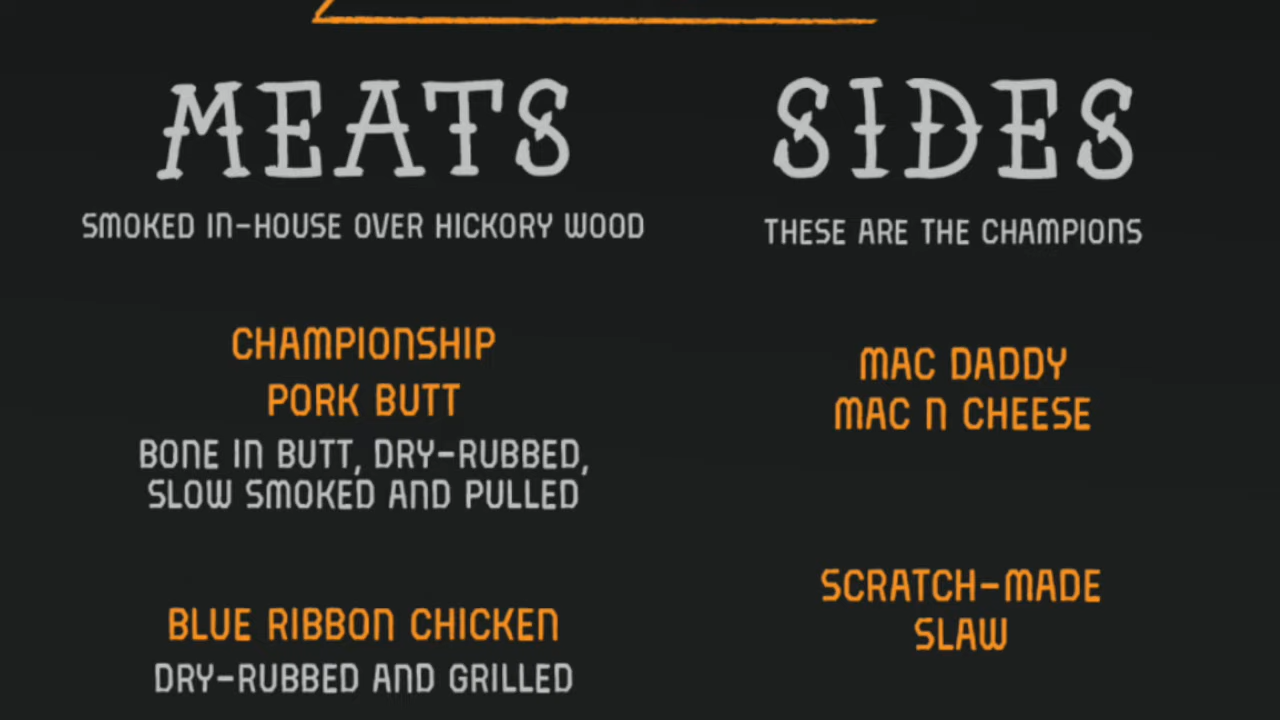 MEATS
SMOKED IN-HOUSE OVER HICKORY WOOD
CHAMPIONSHIP
PORK BUTT
BONE IN BUTT, DRY-RUBBED,
SLOW SMOKED AND PULLED
BLUE RIBBON CHICKEN
DRY-RUBBED AND GRILLED
SIDES
THESE ARE THE CHAMPIONS
MAC DADDY
MAC N CHEESE
SCRATCH-MADE
SLAW